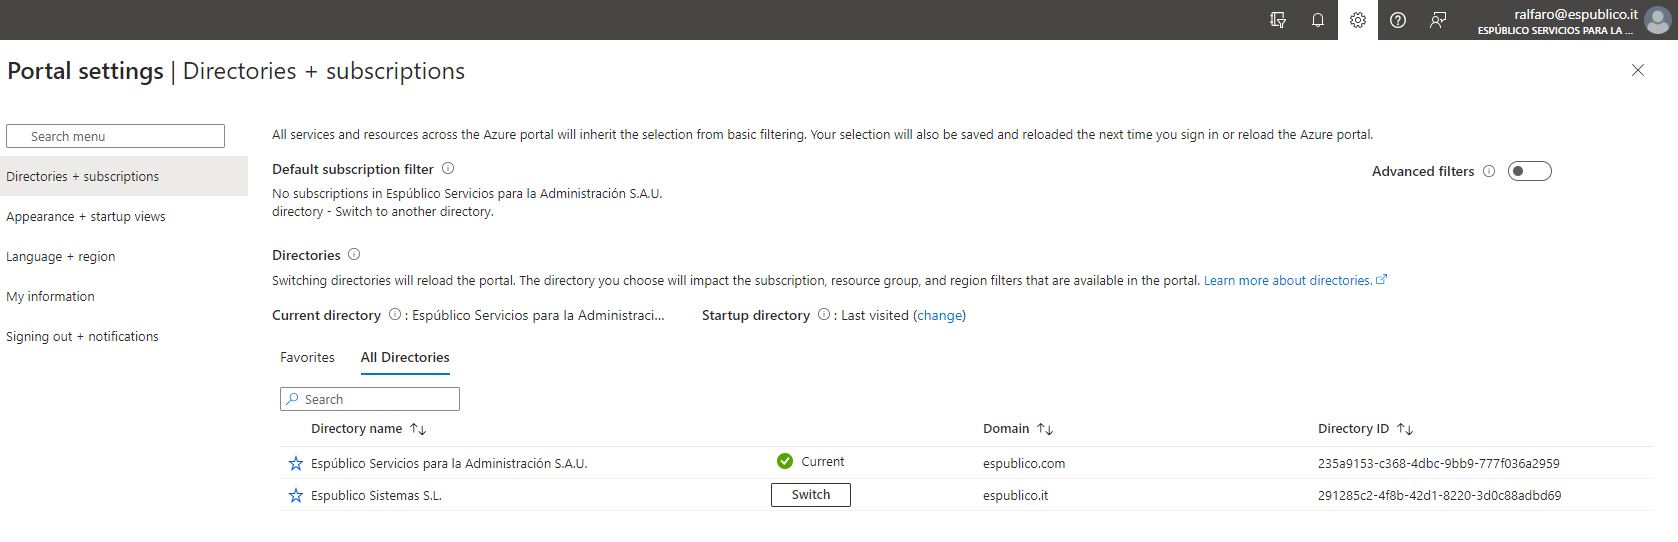 ralfaro@espublico.it
ESPÚBLICO SERVICIOS PARA LA ...
Portal settings | Directories + subscriptions
Search menu
Directories + subscriptions
Appearance + startup views
Language + region
My information
Signing out + notifications
All services and resources across the Azure portal will inherit the selection from basic filtering. Your selection will also be saved and reloaded the next time you sign in or reload the Azure portal.
Default subscription filter
Advanced filters
No subscriptions in Espúblico Servicios para la Administración S.A.U.
directory - Switch to another directory.
Directories
Switching directories will reload the portal. The directory you choose will impact the subscription, resource group, and region filters that are available in the portal. Learn more about directories.
Current directory : Espúblico Servicios para la Administraci... Startup directory : Last visited (change)
Favorites All Directories
Search
Directory name Domain Directory ID
Espúblico Servicios para la Administración S.A.U. Current espublico.com 235a9153-c368-4dbc-9bb9-777f036a2959
Espublico Sistemas S.L. Switch espublico.it 291285c2-4f8b-42d1-8220-3d0c88adbd69